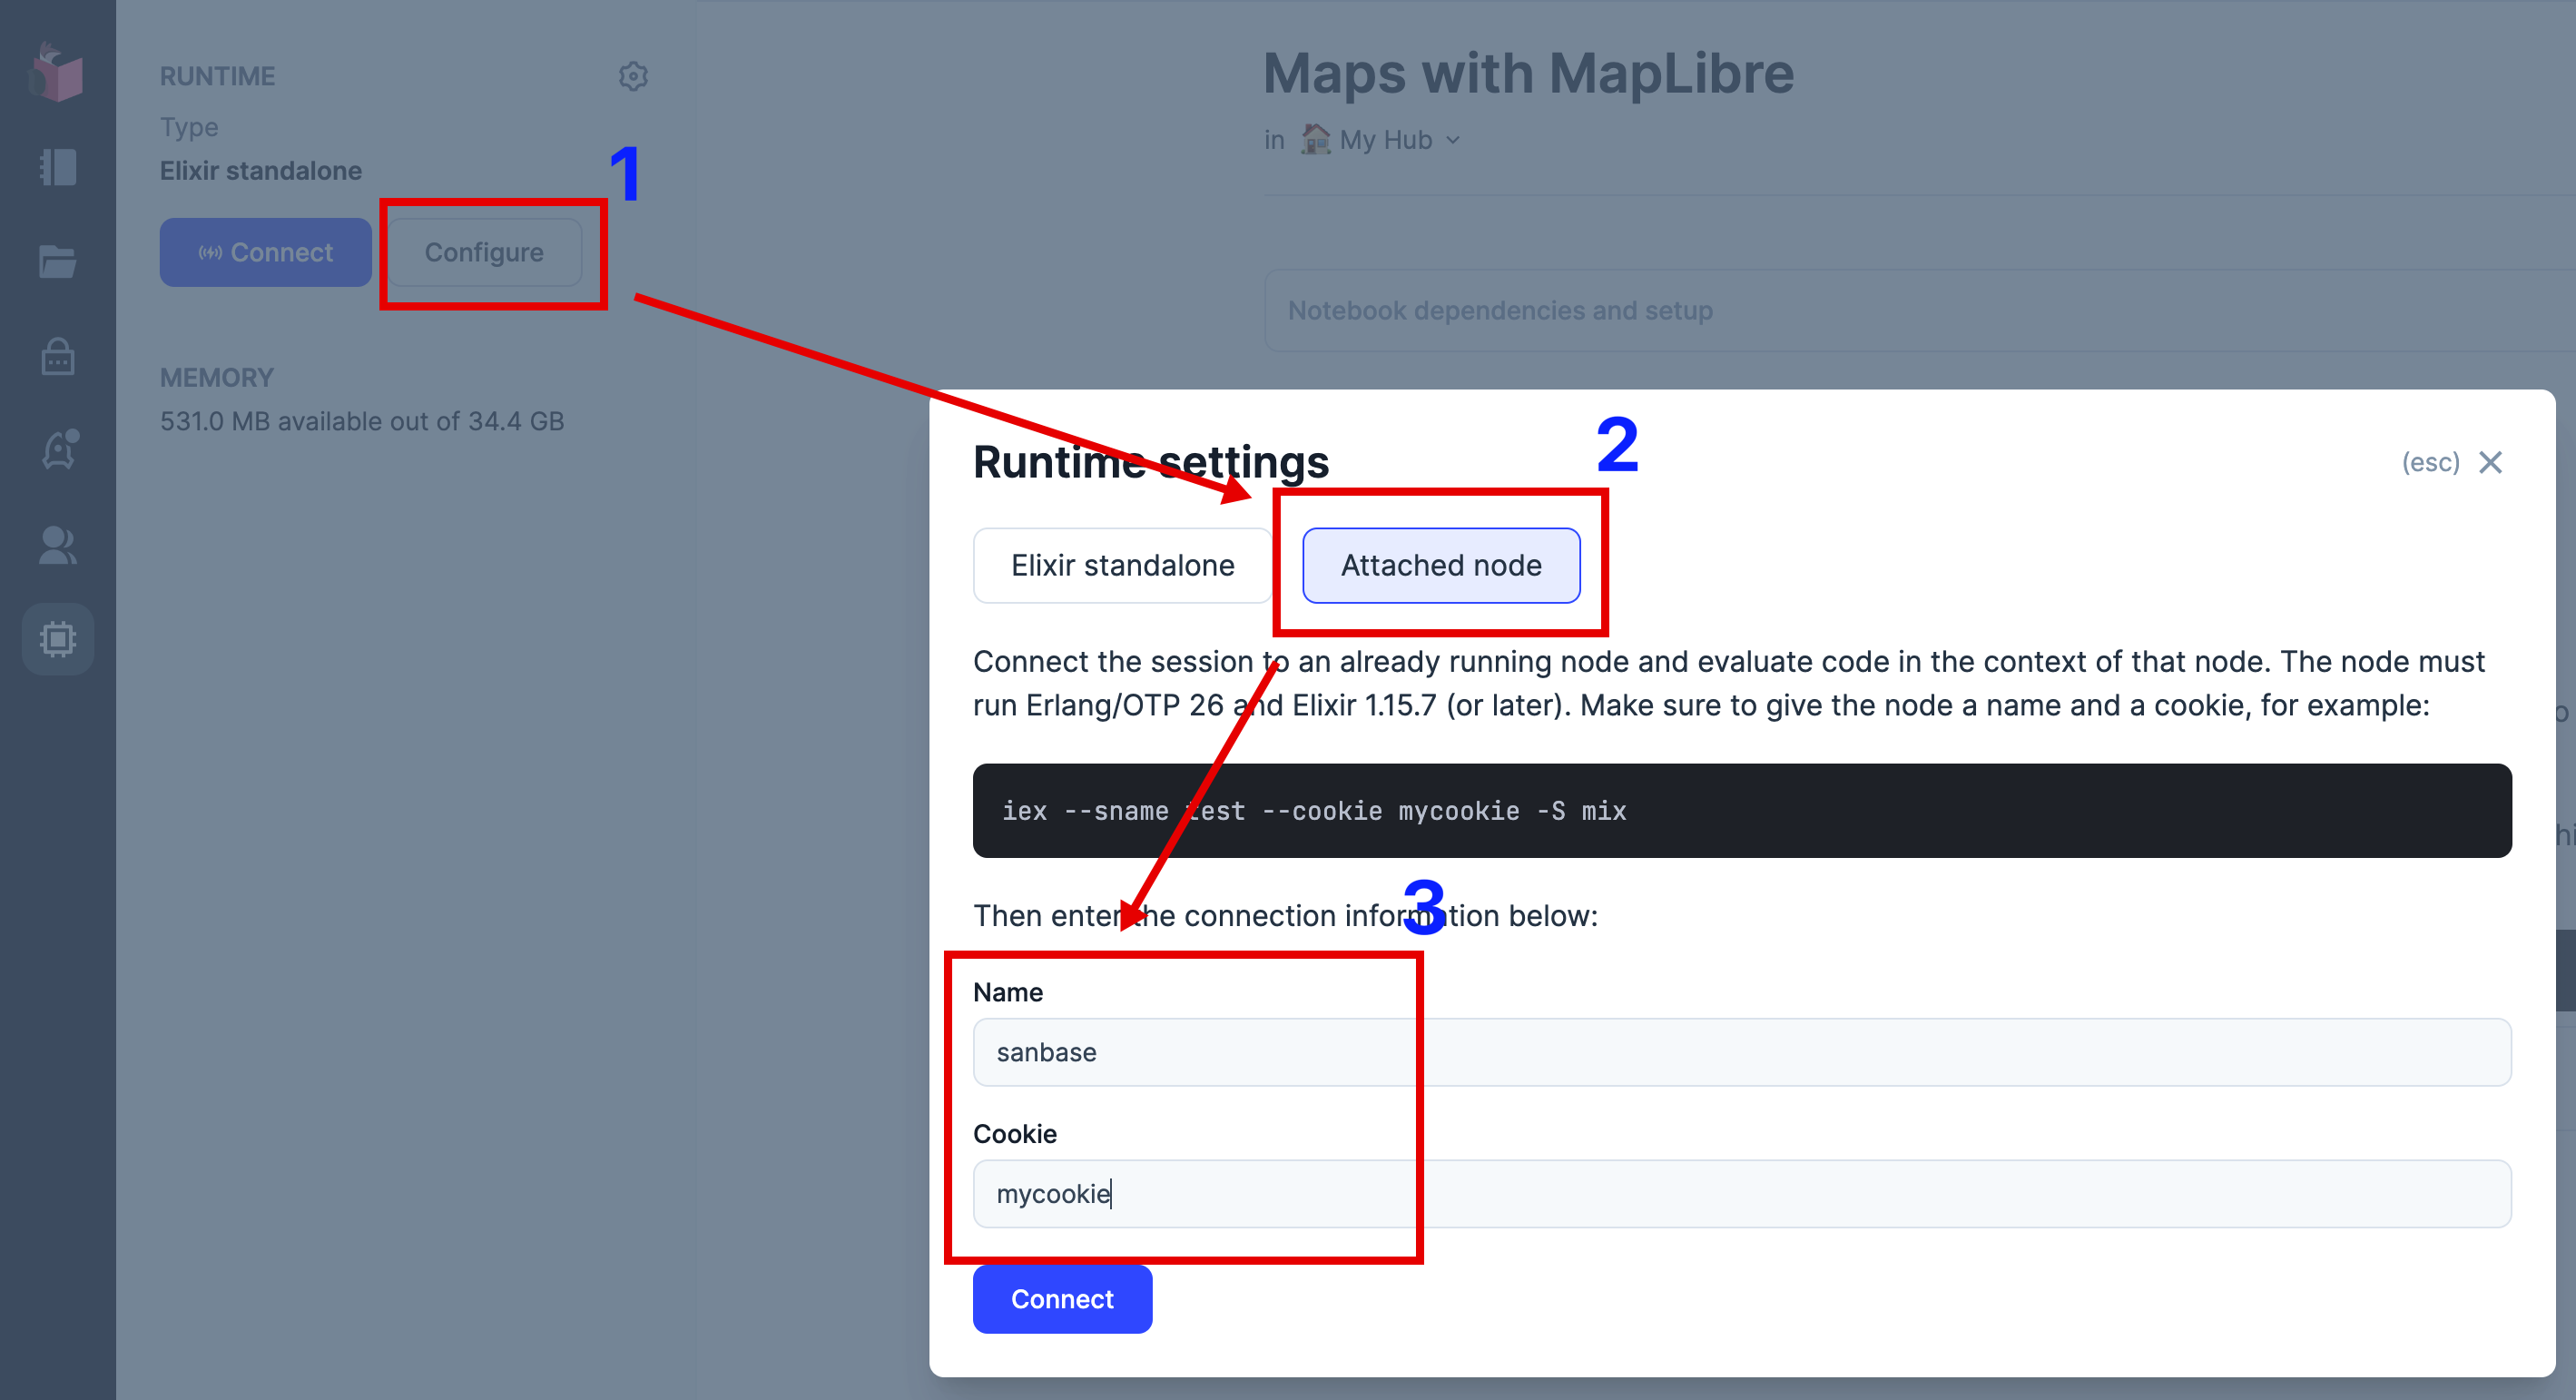 RUNTIME
Type
Elixir standalone
Connect
Configure
1
MEMORY
531.0 MB available out of 34.4 GB
Maps with MapLibre
in 🏠 My Hub
Notebook dependencies and setup
Runtime settings
2
(esc)
Elixir standalone
Attached node
Connect the session to an already running node and evaluate code in the context of that node. The node must
run Erlang/OTP 26 and Elixir 1.15.7 (or later). Make sure to give the node a name and a cookie, for example:
iex --sname test --cookie mycookie -S mix
3
Then enter the connection information below:
Name
sanbase
Cookie
mycookie
Connect